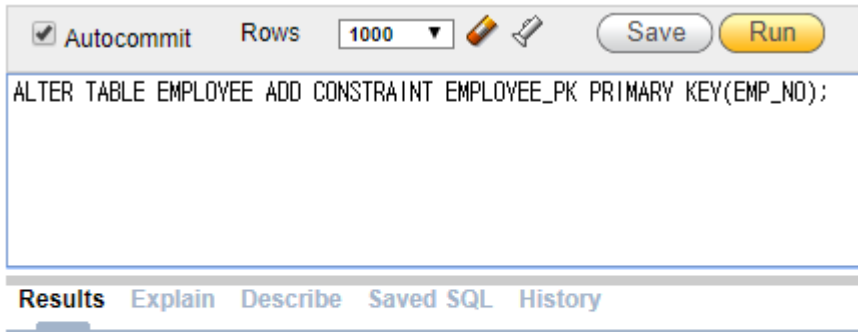 Autocommit Rows 1000 Save Run
ALTER TABLE EMPLOYEE ADD CONSTRAINT EMPLOYEE_PK PRIMARY KEY(EMP_NO);
Results Explain Describe Saved SQL History